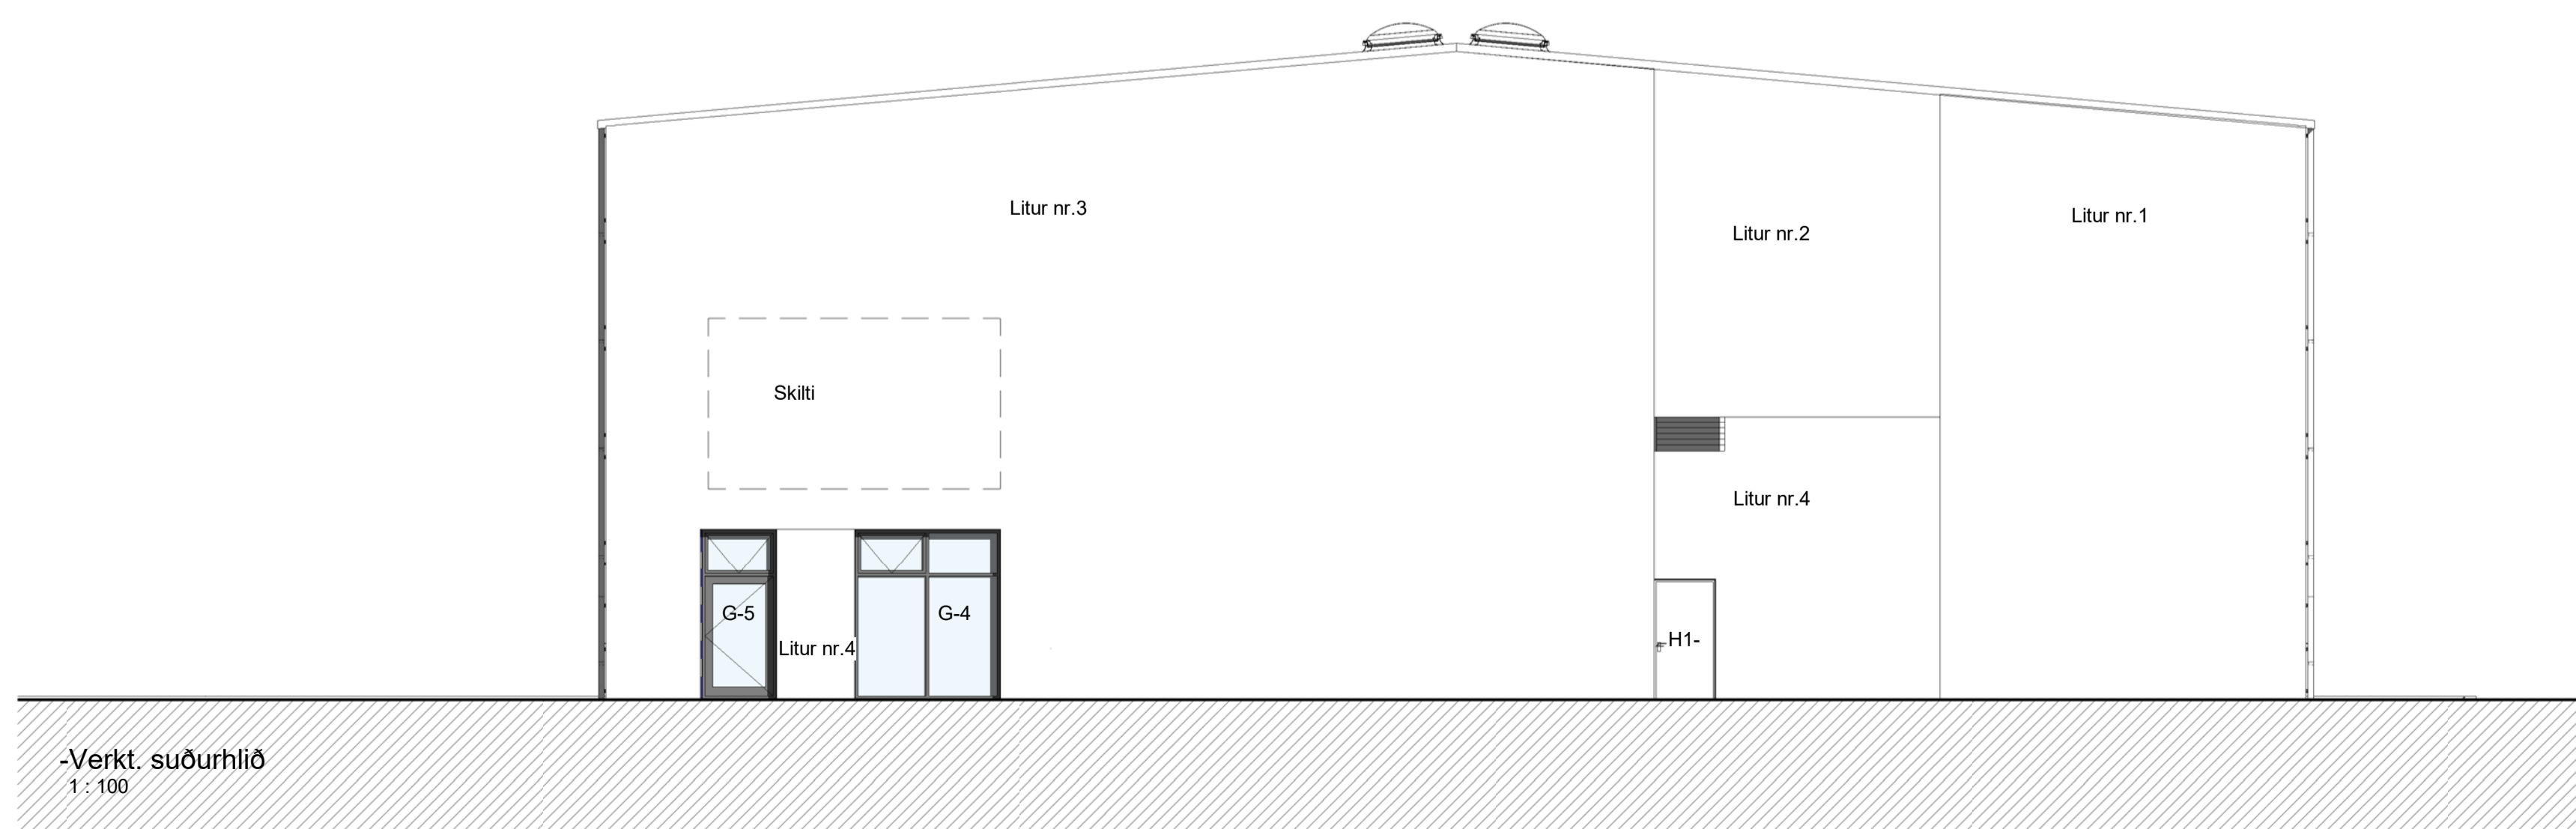 Litur nr.3
Litur nr.2
Litur nr.1
Skilti
Litur nr.4
G-5
G-4
Litur nr.4
H1-
-Verkt. suðurhlið
1 : 100